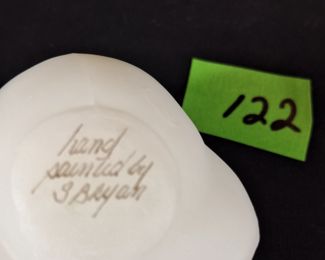 hand
painted by
S Bryan
122